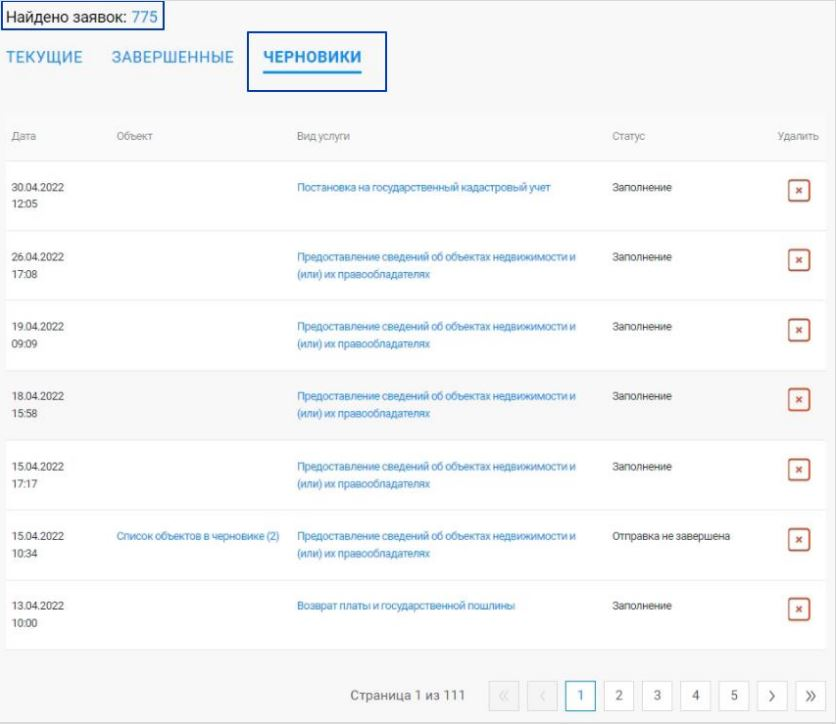 Найдено заявок: 775
ТЕКУЩИЕ ЗАВЕРШЕННЫЕ ЧЕРНОВИКИ
Дата Объект Вид услуги Статус Удалить
30.04.2022 Постановка на государственный кадастровый учет Заполнение
12:05
26.04.2022 Предоставление сведений об объектах недвижимости и Заполнение
17:08 (или) их правообладателях
19.04.2022 Предоставление сведений об объектах недвижимости и Заполнение
09:09 (или) их правообладателях
18.04.2022 Предоставление сведений об объектах недвижимости и Заполнение
15:58 (или) их правообладателях
15.04.2022 Предоставление сведений об объектах недвижимости и Заполнение
17:17 (или) их правообладателях
15.04.2022 Список объектов в черновике (2) Предоставление сведений об объектах недвижимости и Отправка не завершена
10:34 (или) их правообладателях
13.04.2022 Возврат платы и государственной пошлины Заполнение
10:00
Страница 1 из 111 « ‹ 1 2 3 4 5 › »